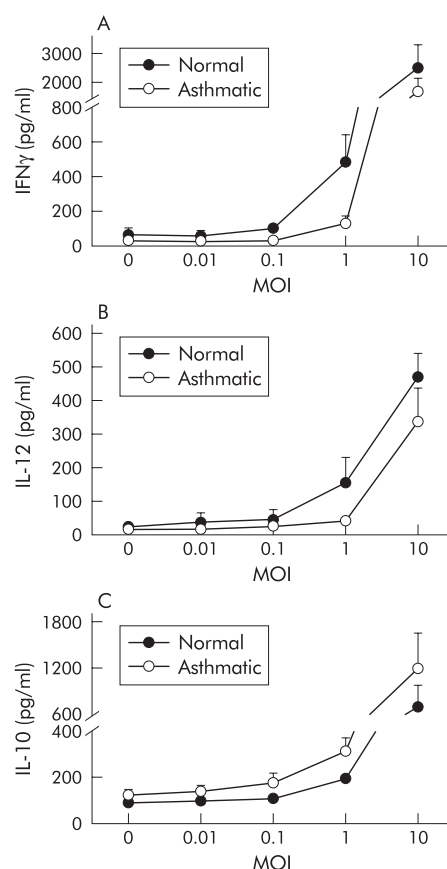 A
3000
2000
800
600
400
200
0
IFNγ (pg/ml)
Normal
Asthmatic
0 0.01 0.1 1 10
MOI
B
600
500
400
300
200
100
0
IL-12 (pg/ml)
Normal
Asthmatic
0 0.01 0.1 1 10
MOI
C
1800
1200
600
400
200
0
IL-10 (pg/ml)
Normal
Asthmatic
0 0.01 0.1 1 10
MOI